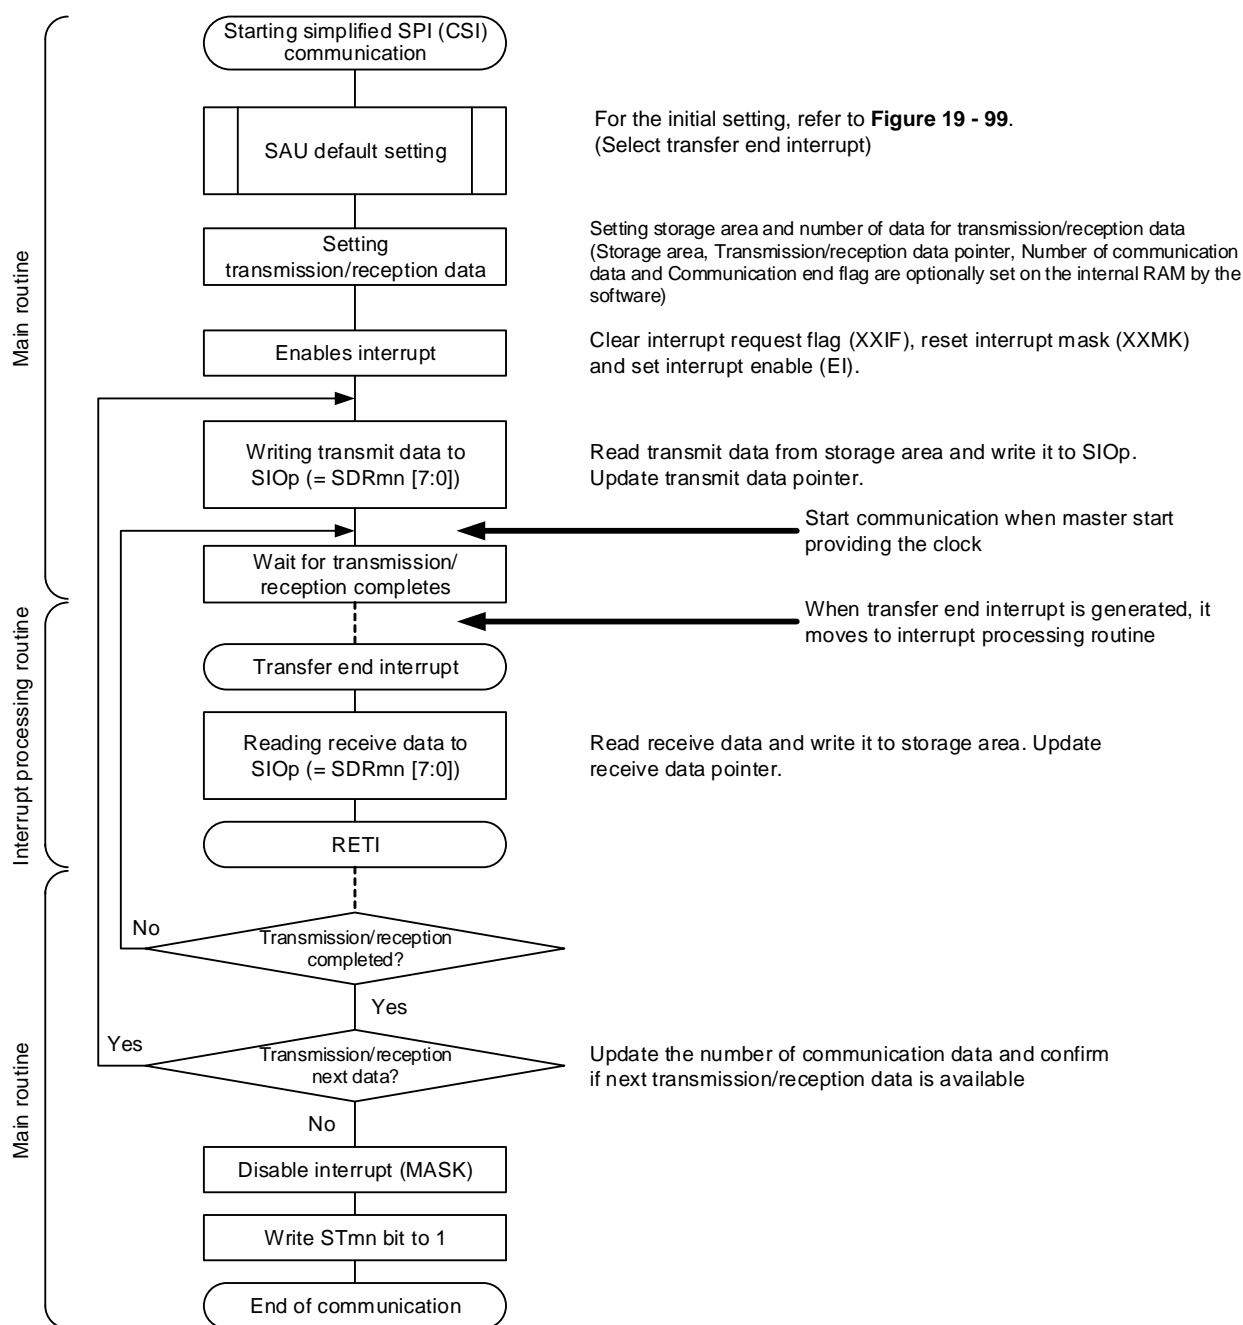 Starting simplified SPI (CSI)
communication
SAU default setting
For the initial setting, refer to Figure 19 - 99.
(Select transfer end interrupt)
Main routine
Setting
transmission/reception data
Setting storage area and number of data for transmission/reception data
(Storage area, Transmission/reception data pointer, Number of communication
data and Communication end flag are optionally set on the internal RAM by the
software)
Enables interrupt
Clear interrupt request flag (XXIF), reset interrupt mask (XXMK)
and set interrupt enable (EI).
Writing transmit data to
SIOp (= SDRmn [7:0])
Read transmit data from storage area and write it to SIOp.
Update transmit data pointer.
Start communication when master start
providing the clock
Wait for transmission/
reception completes
When transfer end interrupt is generated, it
moves to interrupt processing routine
Interrupt processing routine
Transfer end interrupt
Reading receive data to
SIOp (= SDRmn [7:0])
Read receive data and write it to storage area. Update
receive data pointer.
RETI
No
Transmission/reception
completed?
Yes
Main routine
Yes
Transmission/reception
next data?
Update the number of communication data and confirm
if next transmission/reception data is available
No
Disable interrupt (MASK)
Write STmn bit to 1
End of communication